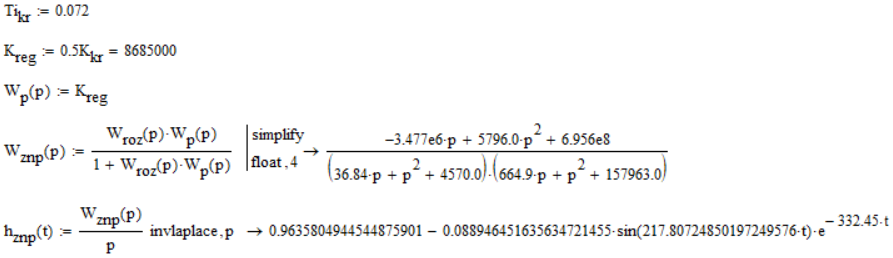 Ti_kr := 0.072
K_reg := 0.5K_kr = 8685000
W_p(p) := K_reg
W_znp(p) := (W_roz(p)·W_p(p))/(1 + W_roz(p)·W_p(p)) | simplify float ,4 → (-3.477e6·p + 5796.0·p^2 + 6.956e8)/((36.84·p + p^2 + 4570.0)·(664.9·p + p^2 + 157963.0))
h_znp(t) := W_znp(p)/p invlaplace ,p → 0.9635804944544875901 − 0.088946451635634721455·sin(217.80724850197249576·t)·e^(− 332.45·t)